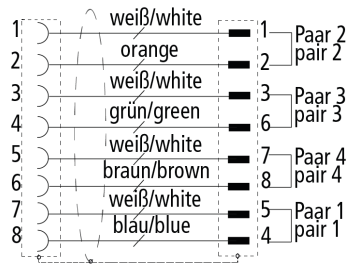 1 weiß/white 1 Paar 2
2 orange 2 pair 2
3 weiß/white 3 Paar 3
4 grün/green 6 pair 3
5 weiß/white 7 Paar 4
6 braun/brown 8 pair 4
7 weiß/white 5 Paar 1
8 blau/blue 4 pair 1